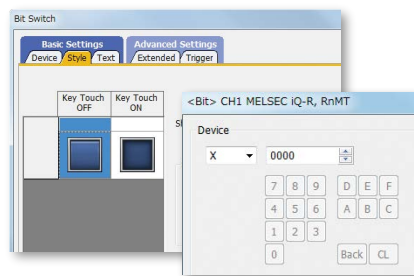 Bit Switch
Basic Settings Advanced Settings
Device Style Text Extended Trigger
Key Touch OFF Key Touch ON
<Bit> CH1 MELSEC iQ-R, RnMT
Device
X 0000
7 8 9 D E F
4 5 6 A B C
1 2 3
0 Back CL